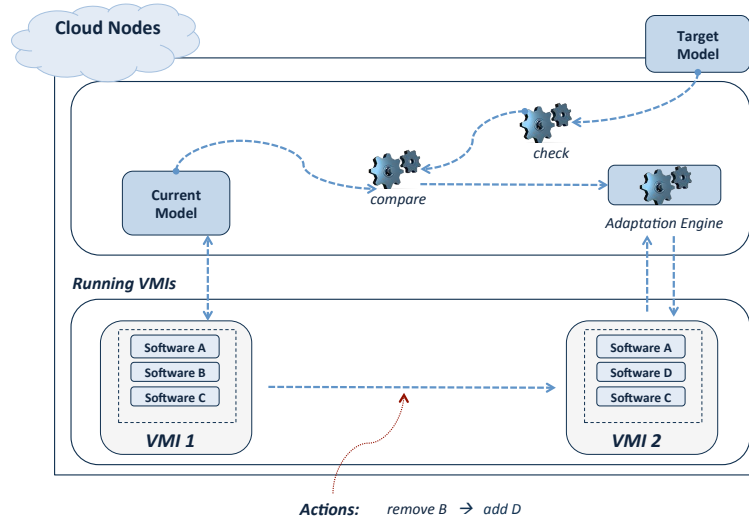 Cloud Nodes
Target
Model
check
compare
Current
Model
Adaptation Engine
Running VMIs
Software A
Software B
Software C
VMI 1
Software A
Software D
Software C
VMI 2
Actions: remove B → add D